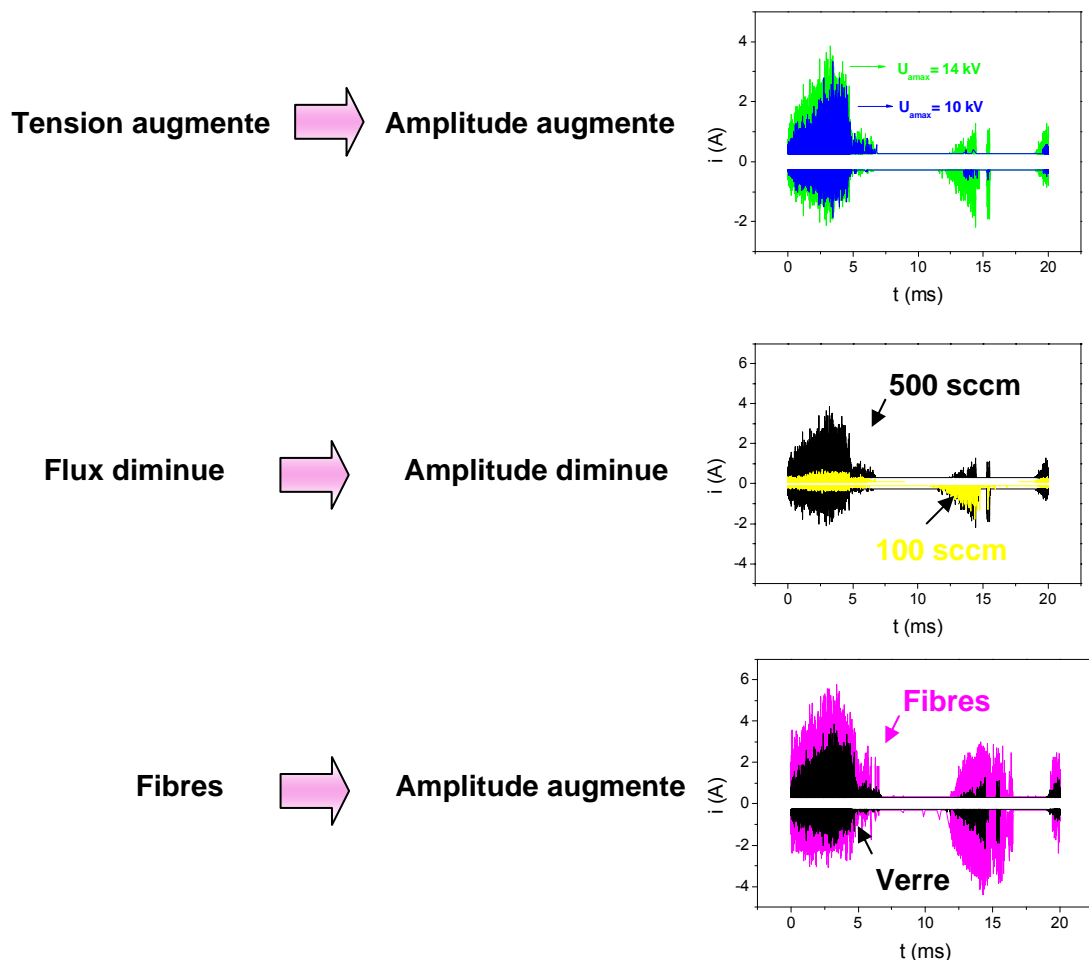 Tension augmente
Amplitude augmente
4
2
0
-2
i (A)
U amax = 14 kV
U amax = 10 kV
0 5 10 15 20
t (ms)
Flux diminue
Amplitude diminue
6
4
2
0
-2
-4
i (A)
500 sccm
100 sccm
0 5 10 15 20
t (ms)
Fibres
Amplitude augmente
6
4
2
0
-2
-4
i (A)
Fibres
Verre
0 5 10 15 20
t (ms)